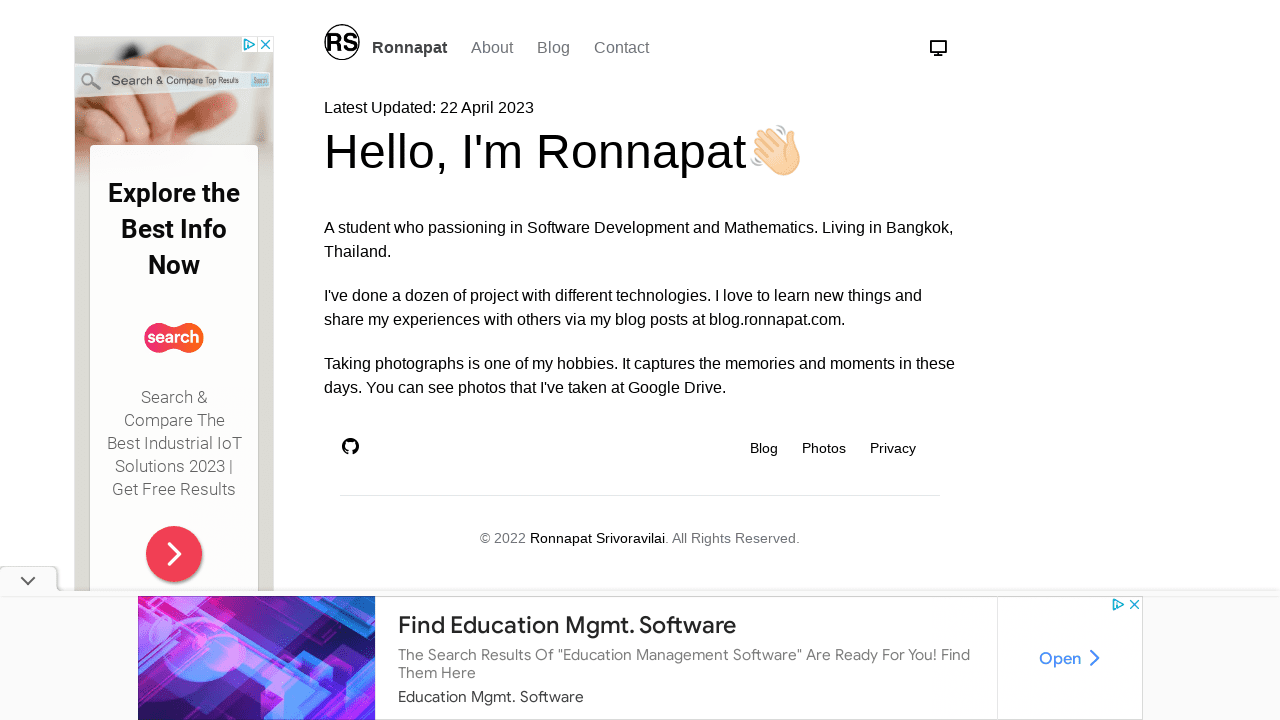 RS
Ronnapat About Blog Contact
Latest Updated: 22 April 2023
Hello, I'm Ronnapat👋🏻
A student who passioning in Software Development and Mathematics. Living in Bangkok,
Thailand.
I've done a dozen of project with different technologies. I love to learn new things and
share my experiences with others via my blog posts at blog.ronnapat.com.
Taking photographs is one of my hobbies. It captures the memories and moments in these
days. You can see photos that I've taken at Google Drive.
Blog Photos Privacy
© 2022 Ronnapat Srivoravilai. All Rights Reserved.
Search & Compare Top Results Search
Explore the
Best Info
Now
search
Search &
Compare The
Best Industrial IoT
Solutions 2023 |
Get Free Results
Find Education Mgmt. Software
The Search Results Of "Education Management Software" Are Ready For You! Find
Them Here
Education Mgmt. Software
Open